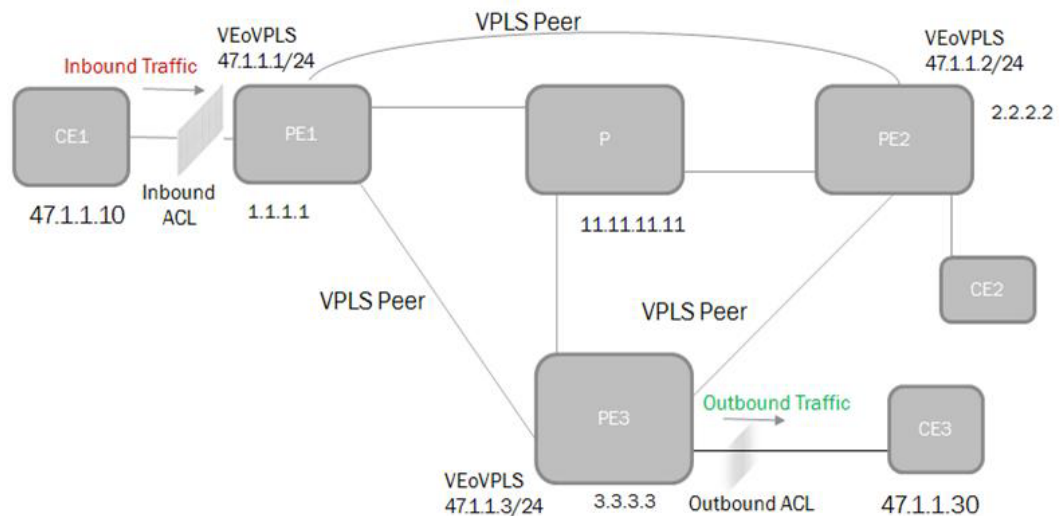 VPLS Peer
VEoVPLS
47.1.1.1/24
VEoVPLS
47.1.1.2/24
Inbound Traffic
CE1
PE1
P
PE2
2.2.2.2
Inbound
ACL
47.1.1.10
1.1.1.1
11.11.11.11
CE2
VPLS Peer
VPLS Peer
PE3
Outbound Traffic
CE3
VEoVPLS
47.1.1.3/24
3.3.3.3
Outbound ACL
47.1.1.30